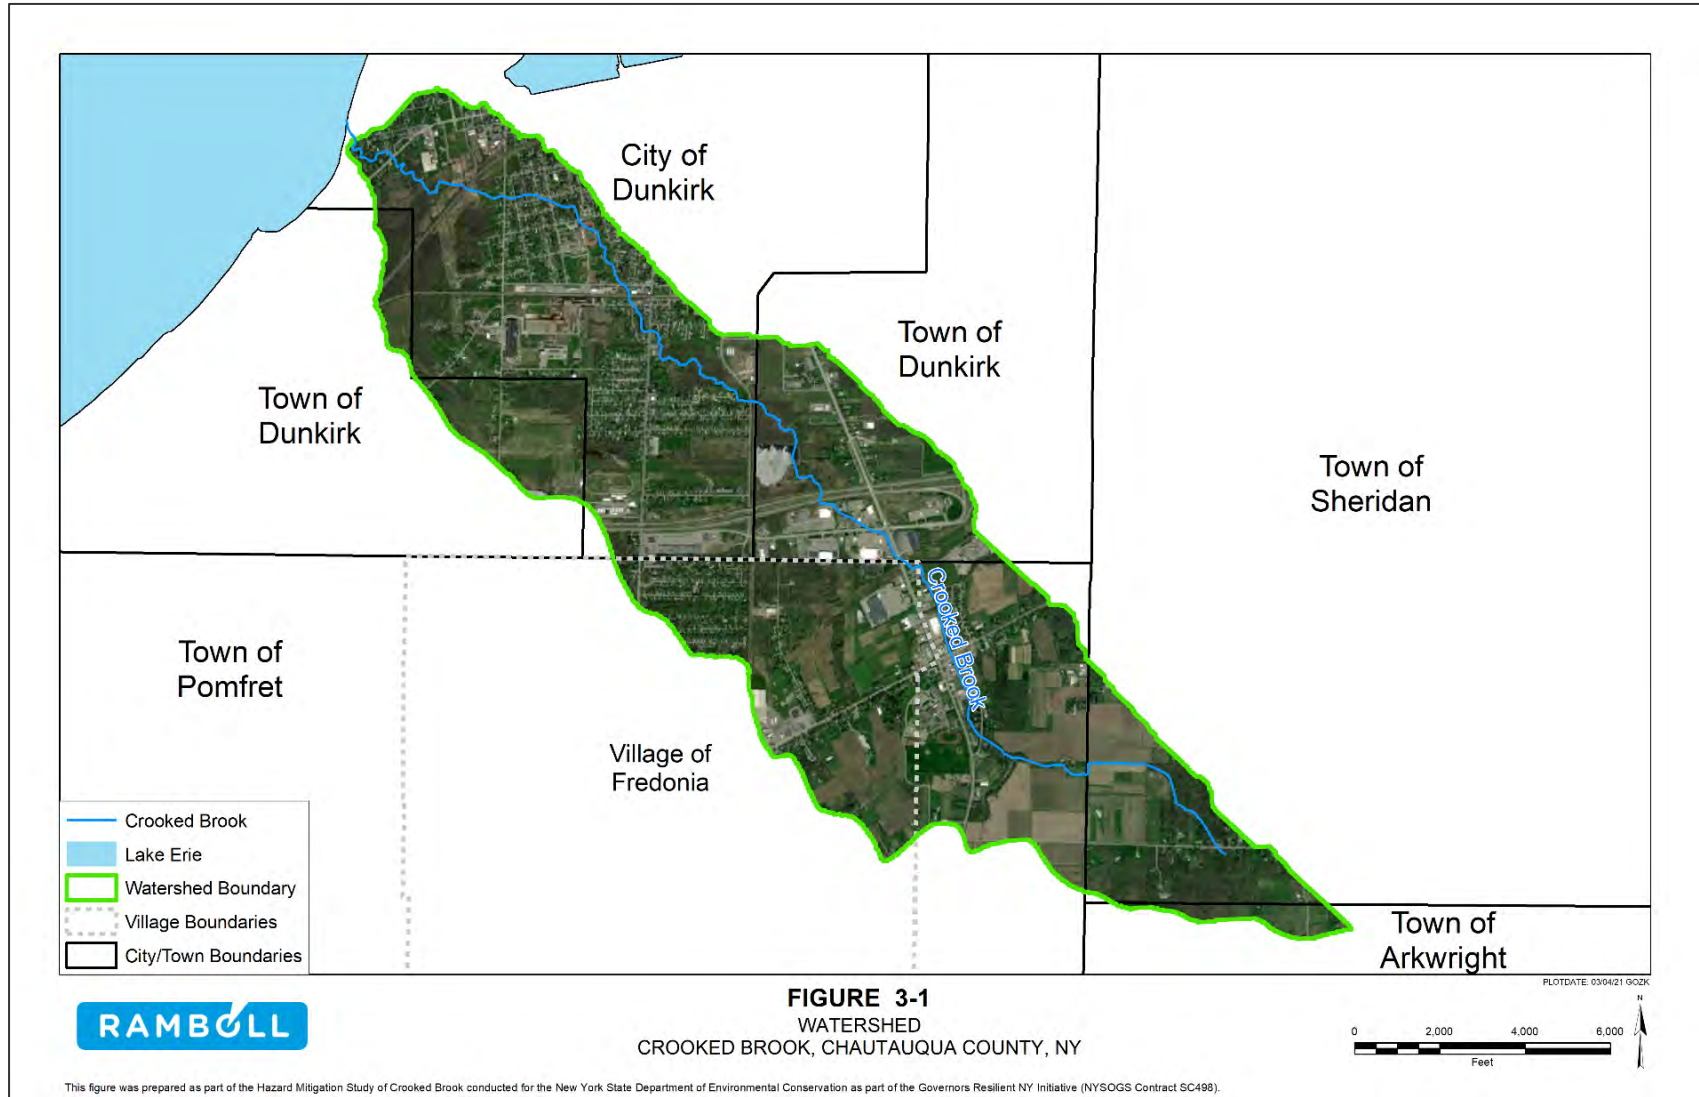 City of
Dunkirk
Town of
Dunkirk
Town of
Dunkirk
Town of
Sheridan
Crooked Brook
Town of
Pomfret
Village of
Fredonia
Crooked Brook
Lake Erie
Watershed Boundary
Village Boundaries
City/Town Boundaries
Town of
Arkwright
PLOTDATE: 03/04/21 GOZK
RAMBOLL
FIGURE 3-1
WATERSHED
CROOKED BROOK, CHAUTAUQUA COUNTY, NY
N
0 2,000 4,000 6,000
Feet
This figure was prepared as part of the Hazard Mitigation Study of Crooked Brook conducted for the New York State Department of Environmental Conservation as part of the Governors Resilient NY Initiative (NYSOGS Contract SC498).